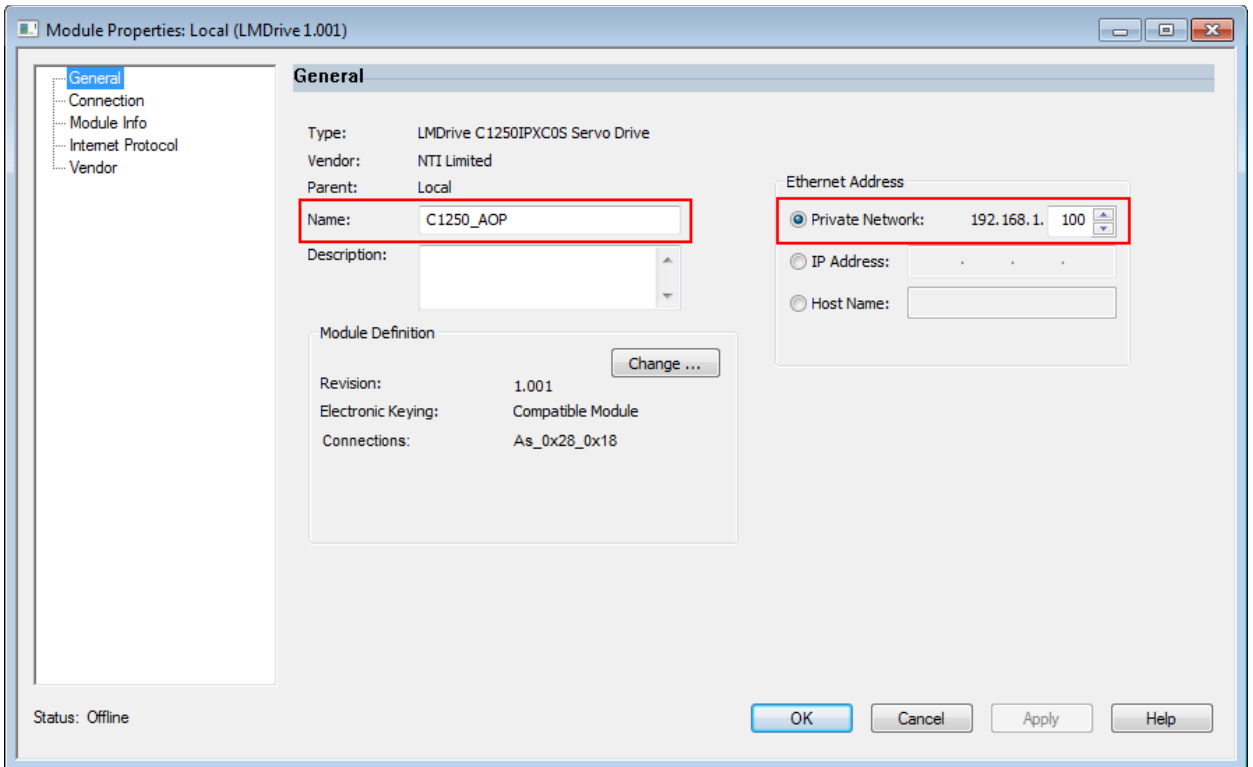 Module Properties: Local (LMDrive 1.001)
General
Connection
Module Info
Internet Protocol
Vendor
General
Type: LMDrive C1250IPXC0S Servo Drive
Vendor: NTI Limited
Parent: Local
Name: C1250_AOP
Description:
Module Definition
Change ...
Revision: 1.001
Electronic Keying: Compatible Module
Connections: As_0x28_0x18
Ethernet Address
Private Network: 192.168.1. 100
IP Address: . . .
Host Name:
Status: Offline
OK Cancel Apply Help